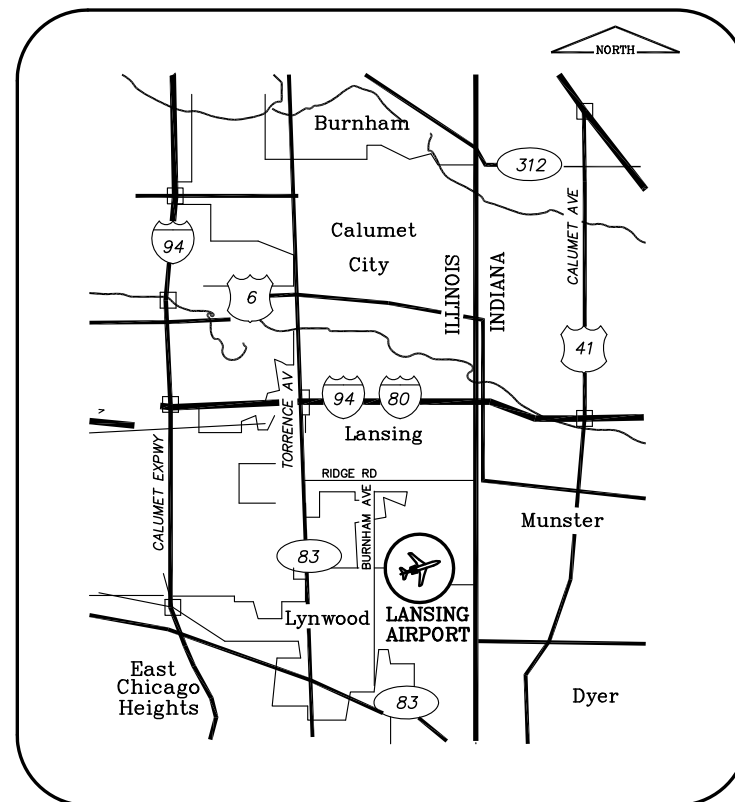 NORTH
Burnham
312
94
Calumet
City
CALUMET AVE
6
ILLINOIS
INDIANA
41
TORRENCE AV
94
80
Lansing
CALUMET EXPWY
RIDGE RD
BURNHAM AVE
Munster
83
Lynwood
LANSING
AIRPORT
East
Chicago
Heights
83
Dyer